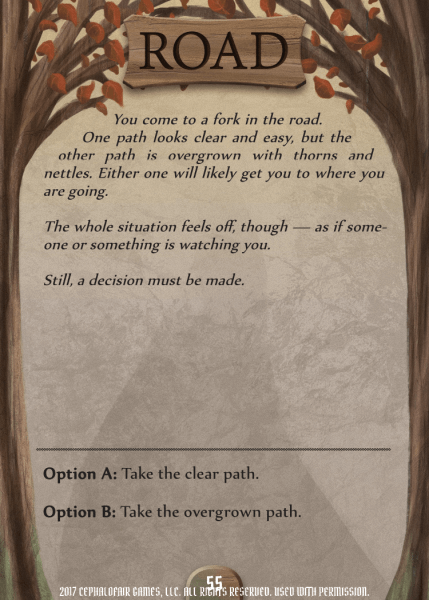 ROAD
You come to a fork in the road.
One path looks clear and easy, but the
other path is overgrown with thorns and
nettles. Either one will likely get you to where you
are going.
The whole situation feels off, though — as if some-
one or something is watching you.
Still, a decision must be made.
Option A: Take the clear path.
Option B: Take the overgrown path.
55
2017 CEPHALOFAIR GAMES, LLC. ALL RIGHTS RESERVED. USED WITH PERMISSION.